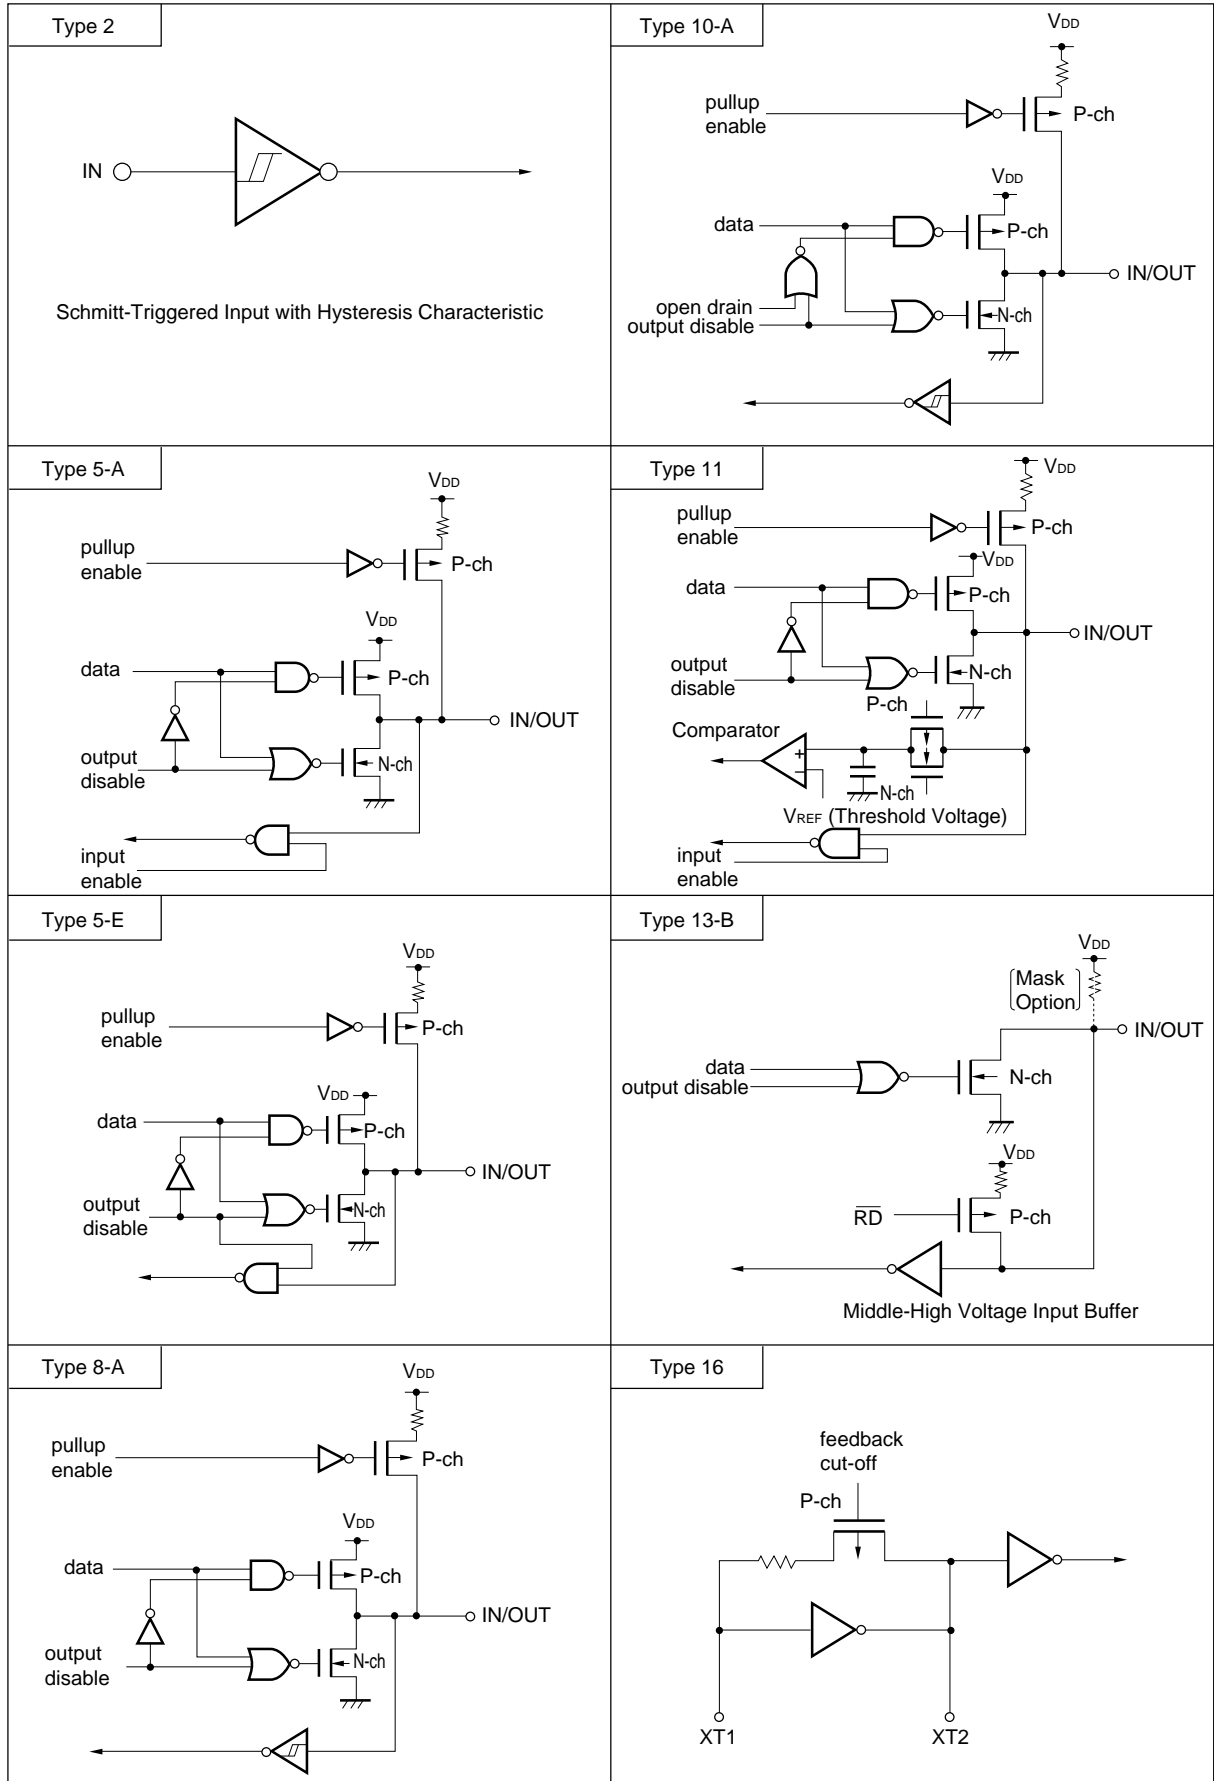 Type 2
IN
Schmitt-Triggered Input with Hysteresis Characteristic
Type 10-A
VDD
pullup
enable
P-ch
VDD
data
P-ch
IN/OUT
open drain
output disable
N-ch
Type 5-A
VDD
pullup
enable
P-ch
VDD
data
P-ch
IN/OUT
output
disable
N-ch
input
enable
Type 11
VDD
pullup
enable
P-ch
VDD
data
P-ch
IN/OUT
output
disable
N-ch
P-ch
Comparator
+
−
N-ch
VREF (Threshold Voltage)
input
enable
Type 5-E
VDD
pullup
enable
P-ch
VDD
data
P-ch
IN/OUT
output
disable
N-ch
Type 13-B
VDD
Mask
Option
IN/OUT
data
output disable
N-ch
VDD
RD
P-ch
Middle-High Voltage Input Buffer
Type 8-A
VDD
pullup
enable
P-ch
VDD
data
P-ch
IN/OUT
output
disable
N-ch
Type 16
feedback
cut-off
P-ch
XT1
XT2